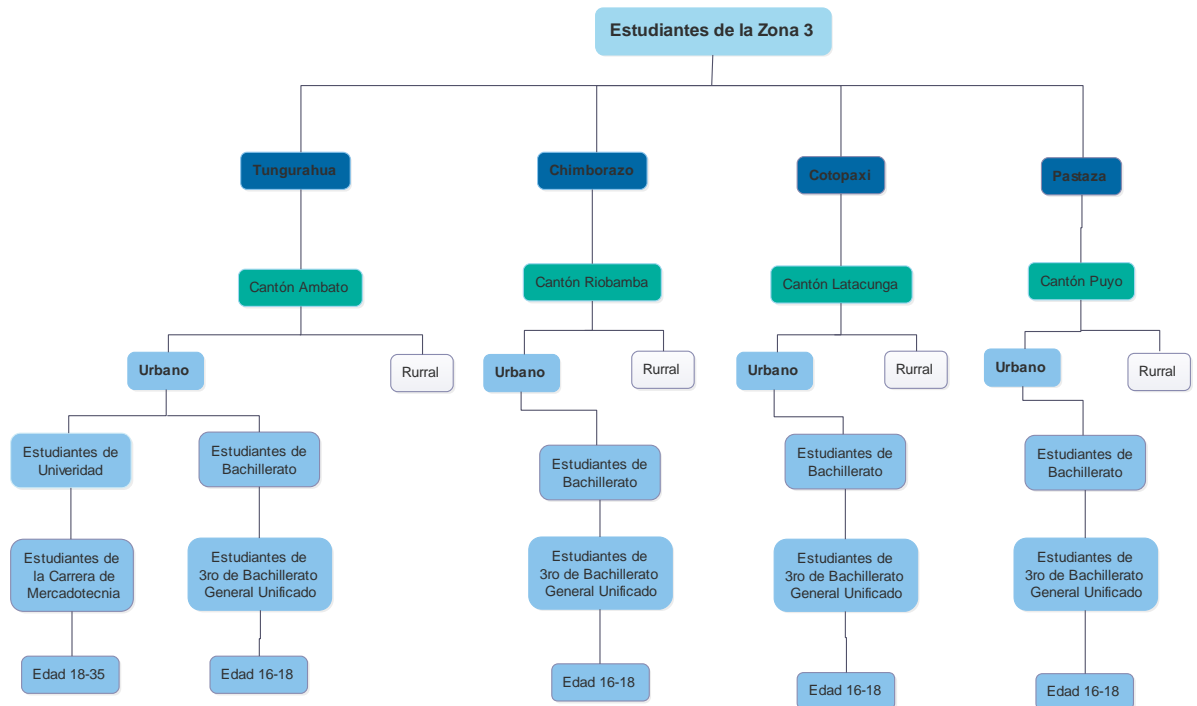 Estudiantes de la Zona 3
Tungurahua
Chimborazo
Cotopaxi
Pastaza
Cantón Ambato
Cantón Riobamba
Cantón Latacunga
Cantón Puyo
Urbano
Rurral
Urbano
Rurral
Urbano
Rurral
Urbano
Rurral
Estudiantes de
Univeridad
Estudiantes de
Bachillerato
Estudiantes de
Bachillerato
Estudiantes de
Bachillerato
Estudiantes de
Bachillerato
Estudiantes de
la Carrera de
Mercadotecnia
Estudiantes de
3ro de Bachillerato
General Unificado
Estudiantes de
3ro de Bachillerato
General Unificado
Estudiantes de
3ro de Bachillerato
General Unificado
Estudiantes de
3ro de Bachillerato
General Unificado
Edad 18-35
Edad 16-18
Edad 16-18
Edad 16-18
Edad 16-18